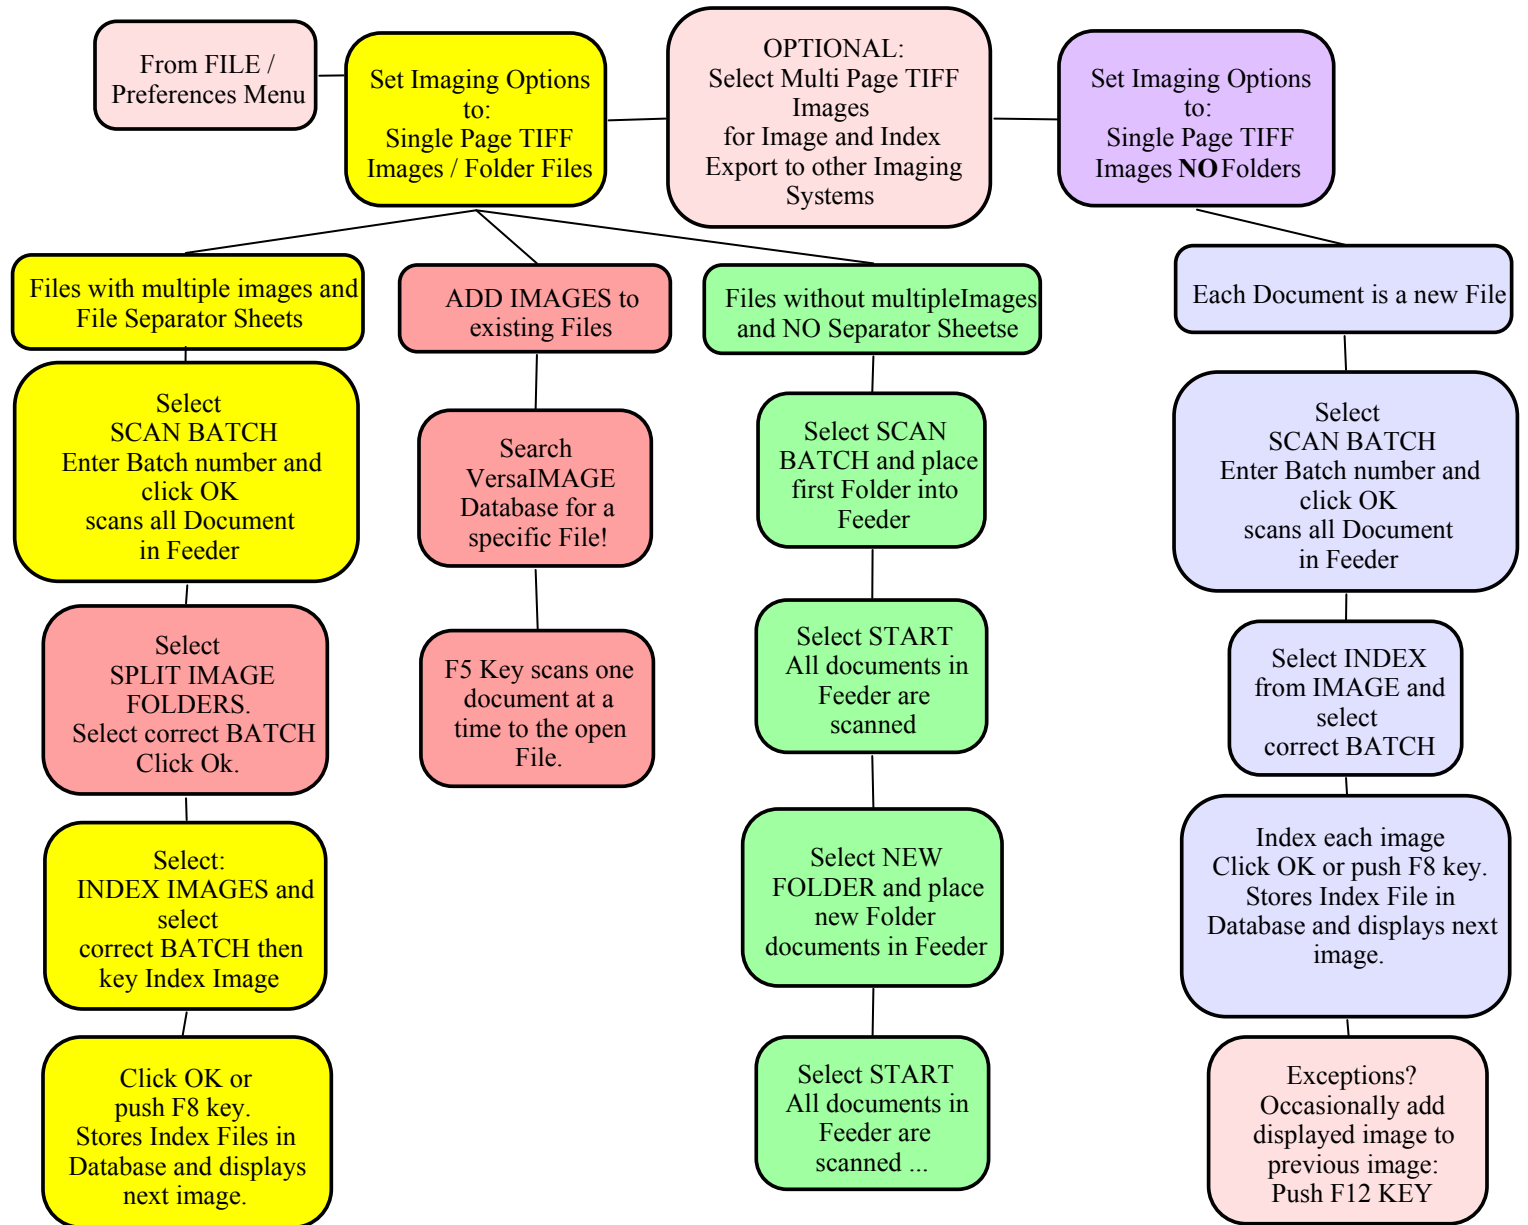 From FILE /
Preferences Menu
Set Imaging Options
to:
Single Page TIFF
Images / Folder Files
OPTIONAL:
Select Multi Page TIFF
Images
for Image and Index
Export to other Imaging
Systems
Set Imaging Options
to:
Single Page TIFF
Images NO Folders
Files with multiple images and
File Separator Sheets
Select
SCAN BATCH
Enter Batch number and
click OK
scans all Document
in Feeder
Select
SPLIT IMAGE
FOLDERS.
Select correct BATCH
Click Ok.
Select:
INDEX IMAGES and
select
correct BATCH then
key Index Image
Click OK or
push F8 key.
Stores Index Files in
Database and displays
next image.
ADD IMAGES to
existing Files
Search
VersaIMAGE
Database for a
specific File!
F5 Key scans one
document at a
time to the open
File.
Files without multipleImages
and NO Separator Sheetse
Select SCAN
BATCH and place
first Folder into
Feeder
Select START
All documents in
Feeder are
scanned
Select NEW
FOLDER and place
new Folder
documents in Feeder
Select START
All documents in
Feeder are
scanned ...
Each Document is a new File
Select
SCAN BATCH
Enter Batch number and
click OK
scans all Document
in Feeder
Select INDEX
from IMAGE and
select
correct BATCH
Index each image
Click OK or push F8 key.
Stores Index File in
Database and displays next
image.
Exceptions?
Occasionally add
displayed image to
previous image:
Push F12 KEY